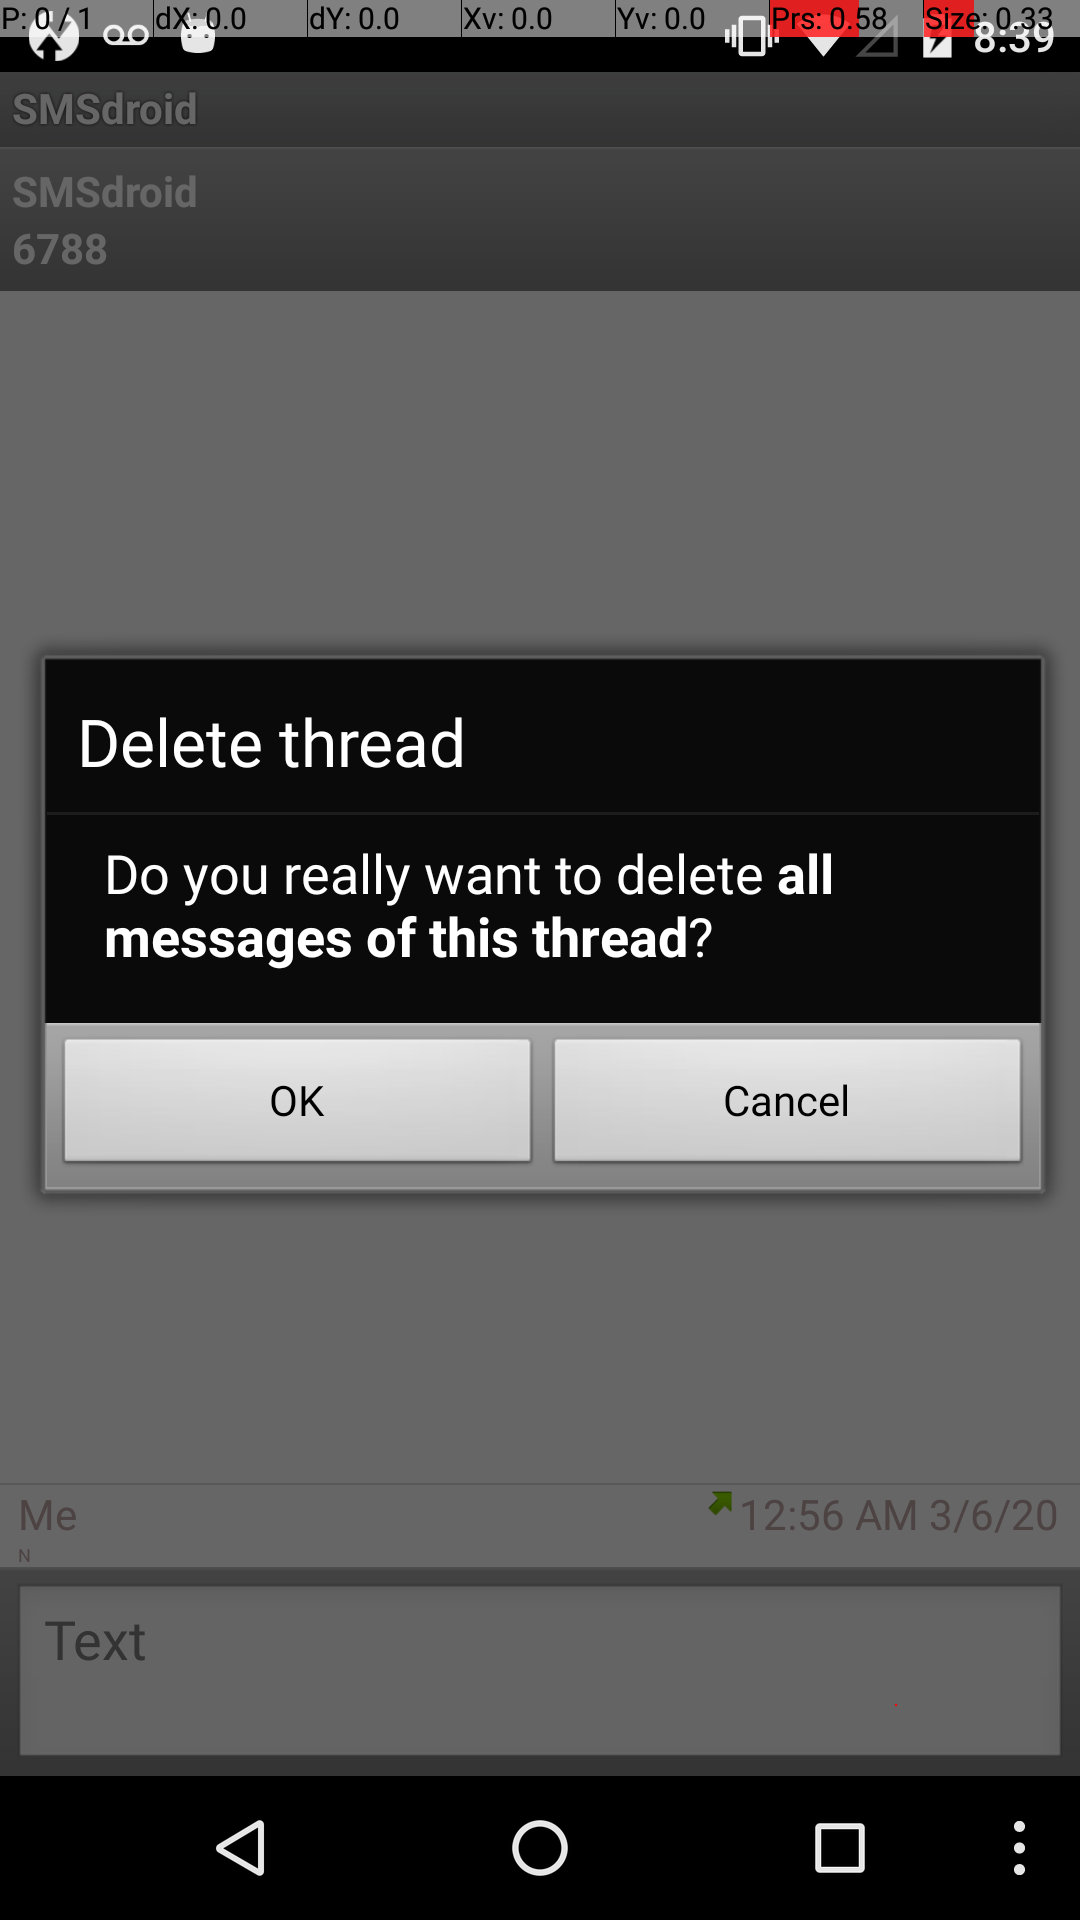 P: 0 / 1 dX: 0.0 dY: 0.0 Xv: 0.0 Yv: 0.0 Prs: 0.58 Size: 0.33
8:39
SMSdroid
SMSdroid
6788
Delete thread
Do you really want to delete all
messages of this thread?
OK Cancel
Me 12:56 AM 3/6/20
N
Text